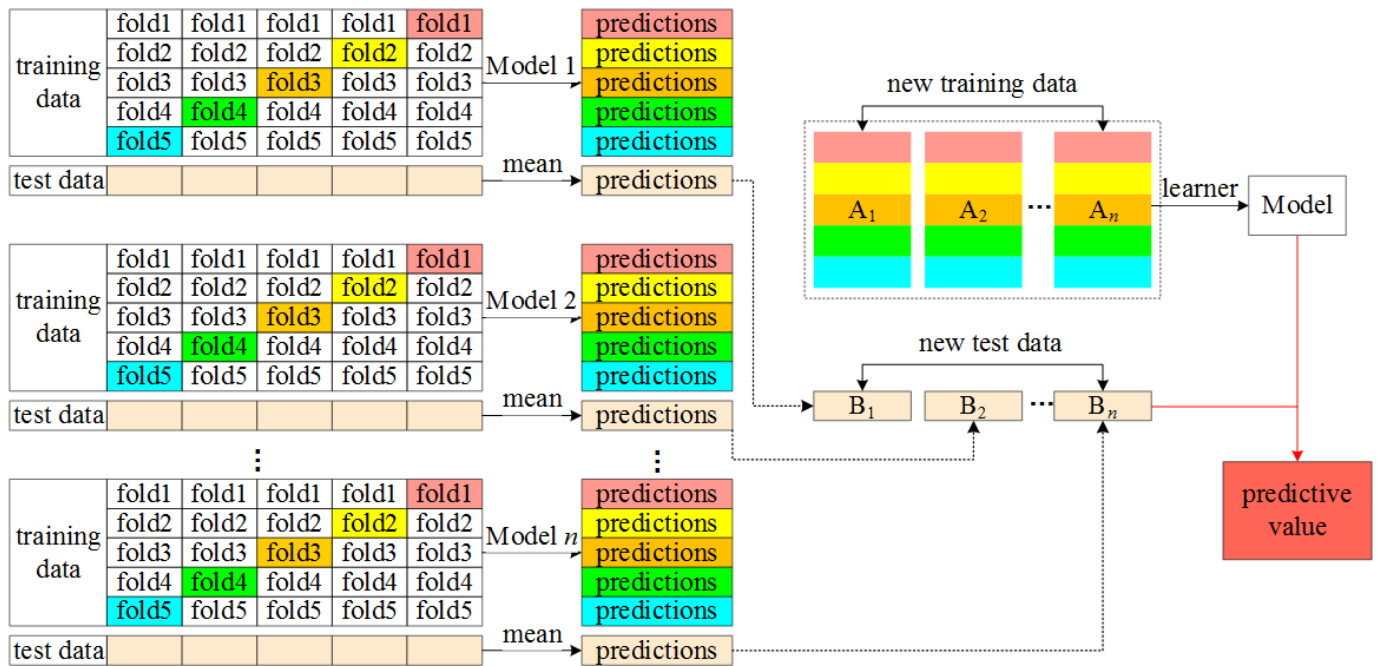 fold1 fold1 fold1 fold1 fold1 predictions
fold2 fold2 fold2 fold2 fold2 predictions
training data
fold3 fold3 fold3 fold3 fold3 Model 1 predictions
fold4 fold4 fold4 fold4 fold4 predictions
fold5 fold5 fold5 fold5 fold5 predictions
test data mean predictions
fold1 fold1 fold1 fold1 fold1 predictions
fold2 fold2 fold2 fold2 fold2 predictions
training data
fold3 fold3 fold3 fold3 fold3 Model 2 predictions
fold4 fold4 fold4 fold4 fold4 predictions
fold5 fold5 fold5 fold5 fold5 predictions
test data mean predictions
⋮ ⋮
fold1 fold1 fold1 fold1 fold1 predictions
fold2 fold2 fold2 fold2 fold2 predictions
training data
fold3 fold3 fold3 fold3 fold3 Model n predictions
fold4 fold4 fold4 fold4 fold4 predictions
fold5 fold5 fold5 fold5 fold5 predictions
test data mean predictions
new training data
A1 A2 ... An learner Model
new test data
B1 B2 ... Bn
predictive
value